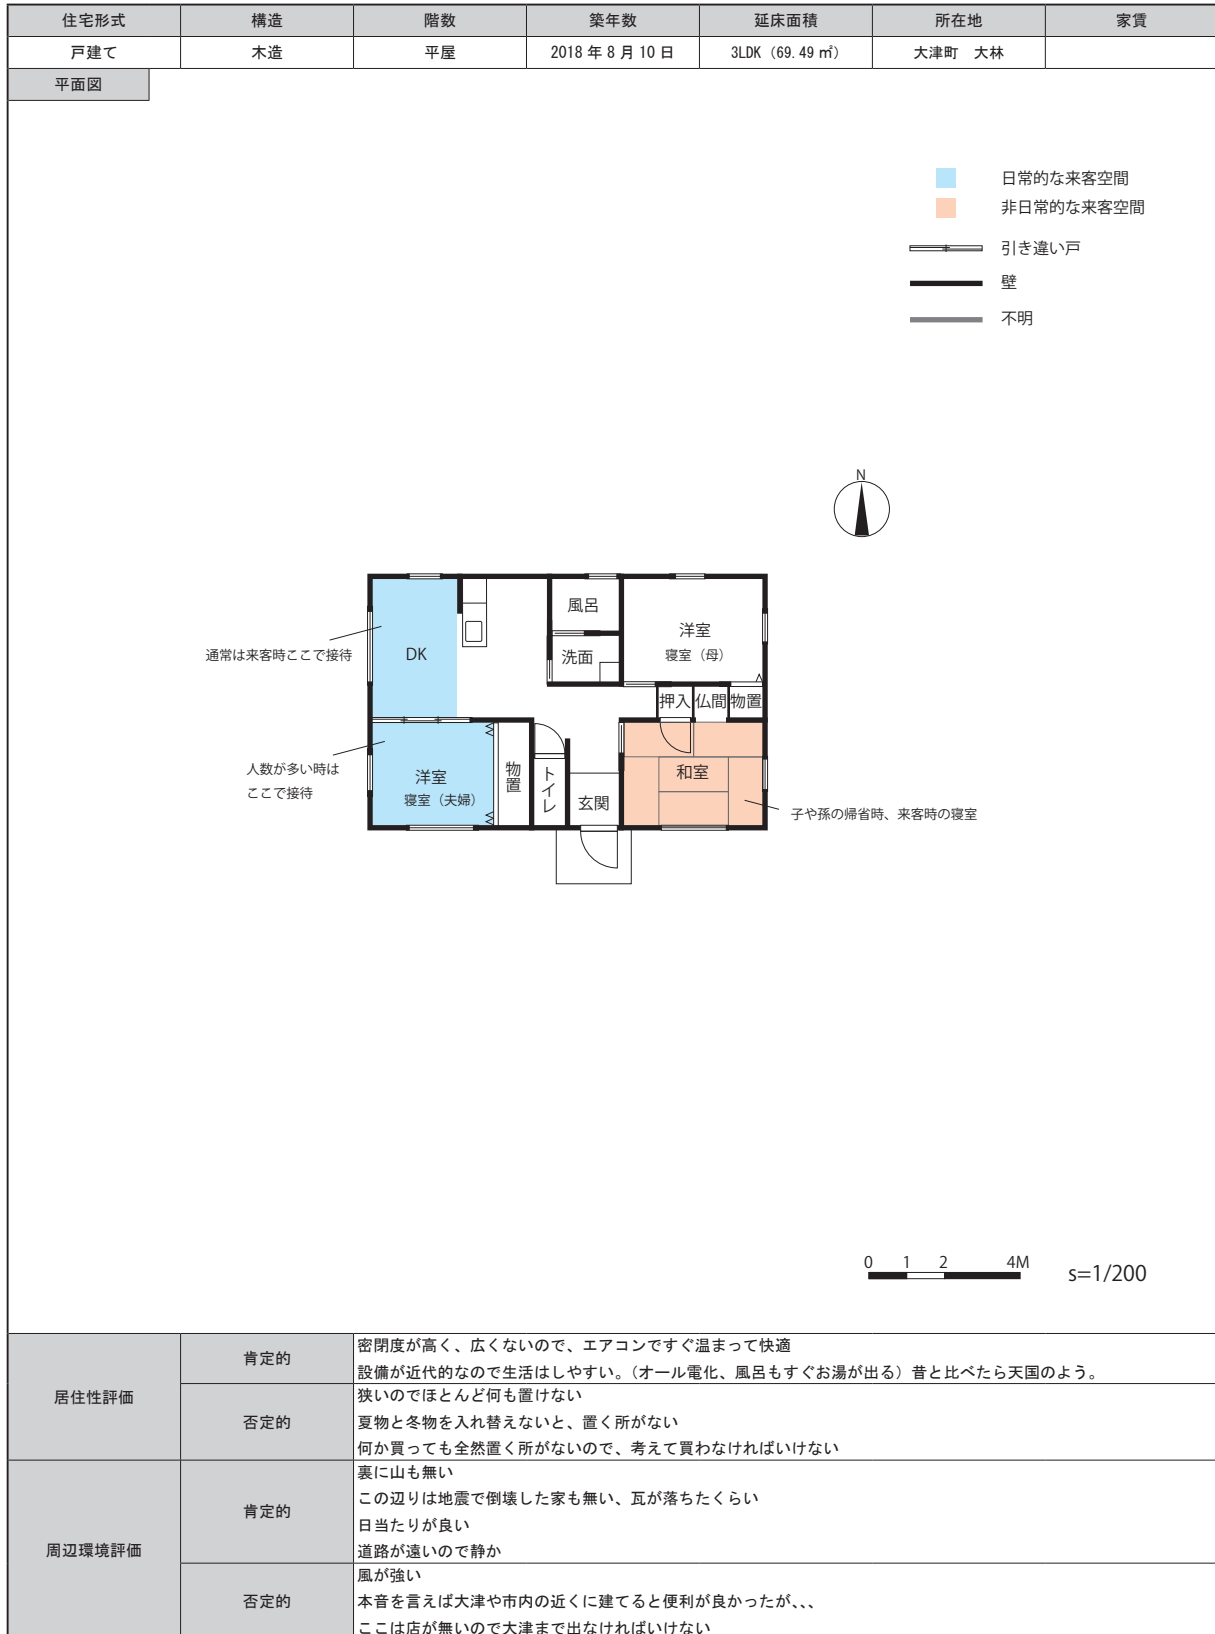 住宅形式 構造 階数 築年数 延床面積 所在地 家賃
戸建て 木造 平屋 2018年8月10日 3LDK（69.49㎡） 大津町　大林
平面図
日常的な来客空間
非日常的な来客空間
引き違い戸
壁
不明
N
風呂
洋室
寝室（母）
洗面
DK
通常は来客時ここで接待
押入 仏間 物置
人数が多い時は
ここで接待
洋室
寝室（夫婦）
物置
トイレ
玄関
和室
子や孫の帰省時、来客時の寝室
0 1 2 4M
s=1/200
居住性評価
肯定的
密閉度が高く、広くないので、エアコンですぐ温まって快適
設備が近代的なので生活はしやすい。（オール電化、風呂もすぐお湯が出る）昔と比べたら天国のよう。
否定的
狭いのでほとんど何も置けない
夏物と冬物を入れ替えないと、置く所がない
何か買っても全然置く所がないので、考えて買わなければいけない
周辺環境評価
肯定的
裏に山も無い
この辺りは地震で倒壊した家も無い、瓦が落ちたくらい
日当たりが良い
道路が遠いので静か
否定的
風が強い
本音を言えば大津や市内の近くに建てると便利が良かったが、、、
ここは店が無いので大津まで出なければいけない